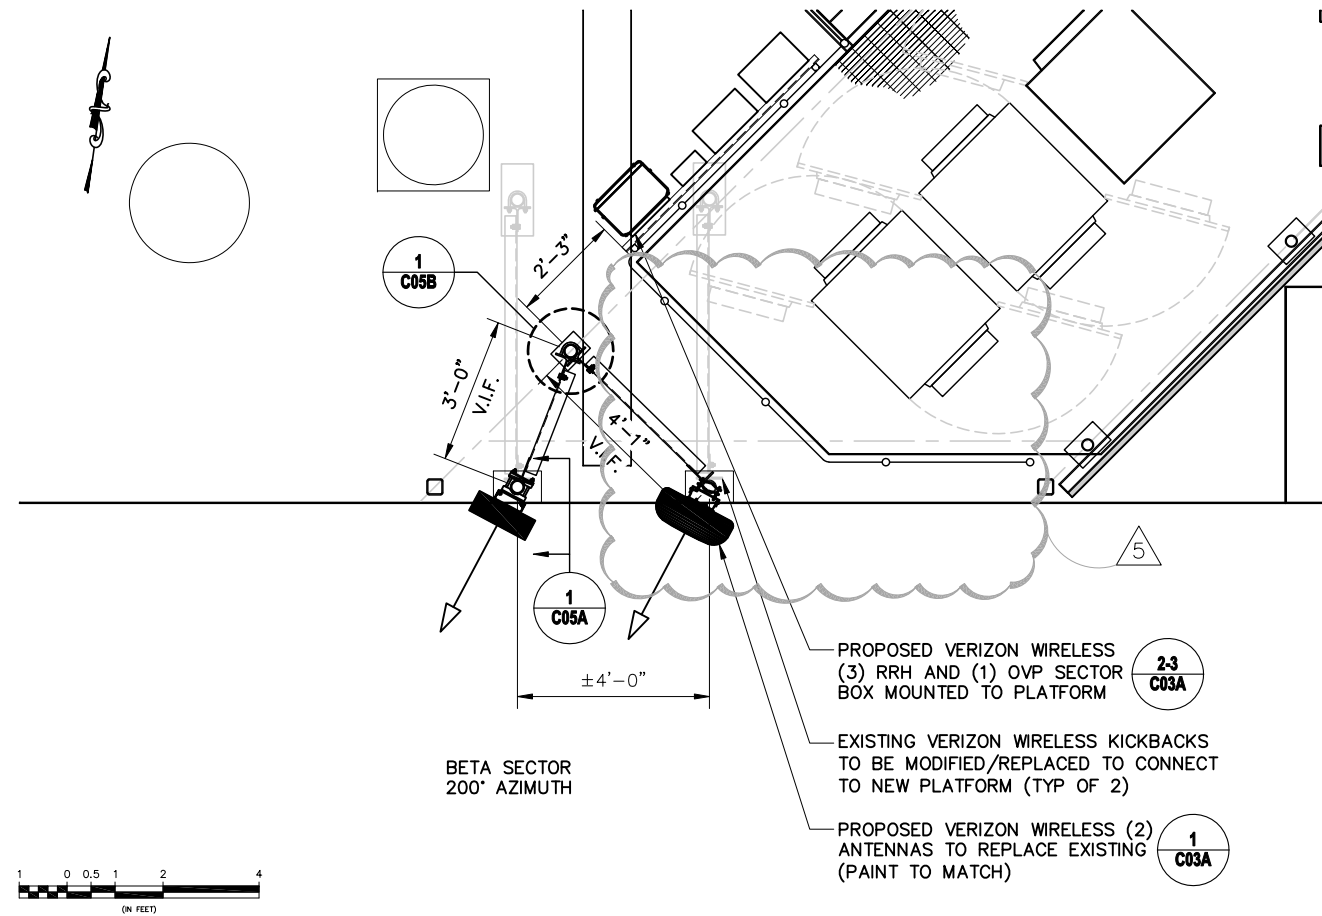 1
C05B
2'-3"
3'-0"
V.I.F.
4'-1"
V.I.F.
5
1
C05A
±4'-0"
PROPOSED VERIZON WIRELESS
(3) RRH AND (1) OVP SECTOR
BOX MOUNTED TO PLATFORM
2-3
C03A
EXISTING VERIZON WIRELESS KICKBACKS
TO BE MODIFIED/REPLACED TO CONNECT
TO NEW PLATFORM (TYP OF 2)
BETA SECTOR
200° AZIMUTH
PROPOSED VERIZON WIRELESS (2)
ANTENNAS TO REPLACE EXISTING
(PAINT TO MATCH)
1
C03A
1 0 0.5 1 2 4
(IN FEET)